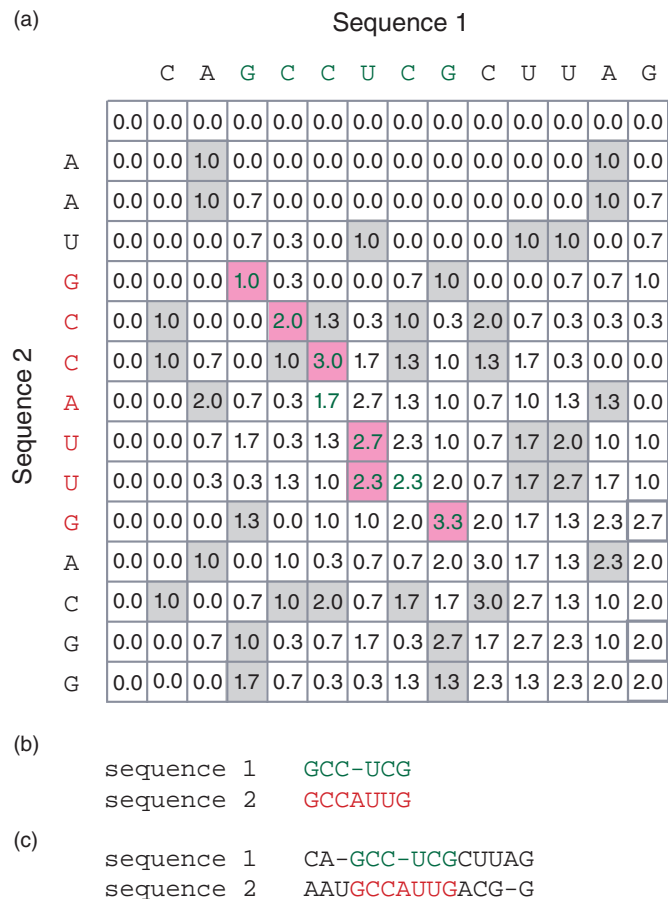 (a)
Sequence 1
C A G C C U C G C U U A G
0.0 0.0 0.0 0.0 0.0 0.0 0.0 0.0 0.0 0.0 0.0 0.0 0.0 0.0
A 0.0 0.0 1.0 0.0 0.0 0.0 0.0 0.0 0.0 0.0 0.0 0.0 1.0 0.0
A 0.0 0.0 1.0 0.7 0.0 0.0 0.0 0.0 0.0 0.0 0.0 0.0 1.0 0.7
U 0.0 0.0 0.0 0.7 0.3 0.0 1.0 0.0 0.0 0.0 1.0 1.0 0.0 0.7
G 0.0 0.0 0.0 1.0 0.3 0.0 0.0 0.7 1.0 0.0 0.0 0.7 0.7 1.0
C 0.0 1.0 0.0 0.0 2.0 1.3 0.3 1.0 0.3 2.0 0.7 0.3 0.3 0.3
C 0.0 1.0 0.7 0.0 1.0 3.0 1.7 1.3 1.0 1.3 1.7 0.3 0.0 0.0
A 0.0 0.0 2.0 0.7 0.3 1.7 2.7 1.3 1.0 0.7 1.0 1.3 1.3 0.0
U 0.0 0.0 0.7 1.7 0.3 1.3 2.7 2.3 1.0 0.7 1.7 2.0 1.0 1.0
U 0.0 0.0 0.3 0.3 1.3 1.0 2.3 2.3 2.0 0.7 1.7 2.7 1.7 1.0
G 0.0 0.0 0.0 1.3 0.0 1.0 1.0 2.0 3.3 2.0 1.7 1.3 2.3 2.7
A 0.0 0.0 1.0 0.0 1.0 0.3 0.7 0.7 2.0 3.0 1.7 1.3 2.3 2.0
C 0.0 1.0 0.0 0.7 1.0 2.0 0.7 1.7 1.7 3.0 2.7 1.3 1.0 2.0
G 0.0 0.0 0.7 1.0 0.3 0.7 1.7 0.3 2.7 1.7 2.7 2.3 1.0 2.0
G 0.0 0.0 0.0 1.7 0.7 0.3 0.3 1.3 1.3 2.3 1.3 2.3 2.0 2.0
Sequence 2
(b)
sequence 1 GCC-UCG
sequence 2 GCCAUUG
(c)
sequence 1 CA-GCC-UCGCUUAG
sequence 2 AAUGCCAUUGACG-G